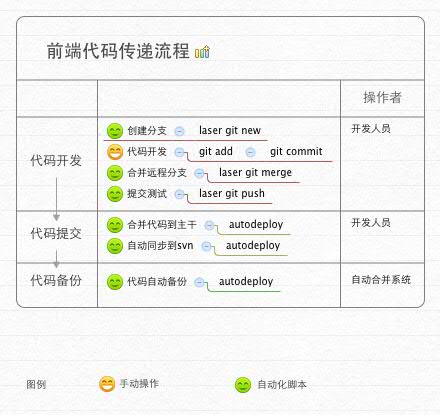 前端代码传递流程
操作者
代码开发
创建分支 laser git new
代码开发 git add git commit
合并远程分支 laser git merge
提交测试 laser git push
开发人员
代码提交
合并代码到主干 autodeploy
自动同步到svn autodeploy
开发人员
代码备份
代码自动备份 autodeploy
自动合并系统
图例 手动操作 自动化脚本